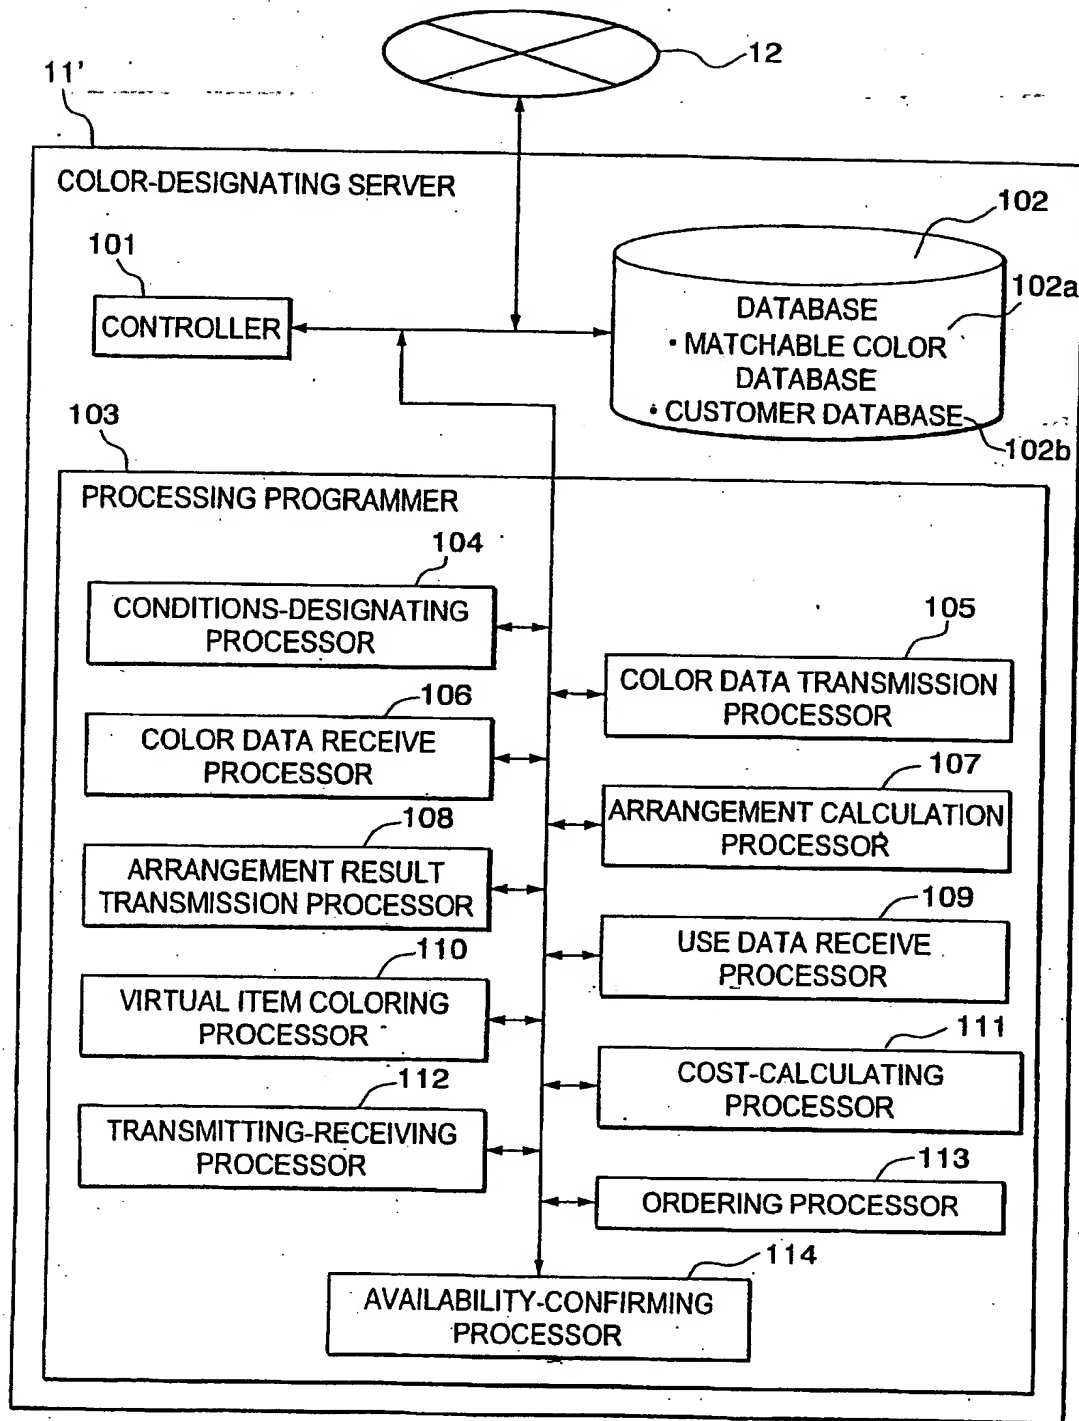 12
11'
COLOR-DESIGNATING SERVER
102
101
102a
CONTROLLER
DATABASE
• MATCHABLE COLOR
DATABASE
• CUSTOMER DATABASE
102b
103
PROCESSING PROGRAMMER
104
CONDITIONS-DESIGNATING
PROCESSOR
105
COLOR DATA TRANSMISSION
PROCESSOR
106
COLOR DATA RECEIVE
PROCESSOR
107
ARRANGEMENT CALCULATION
PROCESSOR
108
ARRANGEMENT RESULT
TRANSMISSION PROCESSOR
109
USE DATA RECEIVE
PROCESSOR
110
VIRTUAL ITEM COLORING
PROCESSOR
111
COST-CALCULATING
PROCESSOR
112
TRANSMITTING-RECEIVING
PROCESSOR
113
ORDERING PROCESSOR
114
AVAILABILITY-CONFIRMING
PROCESSOR